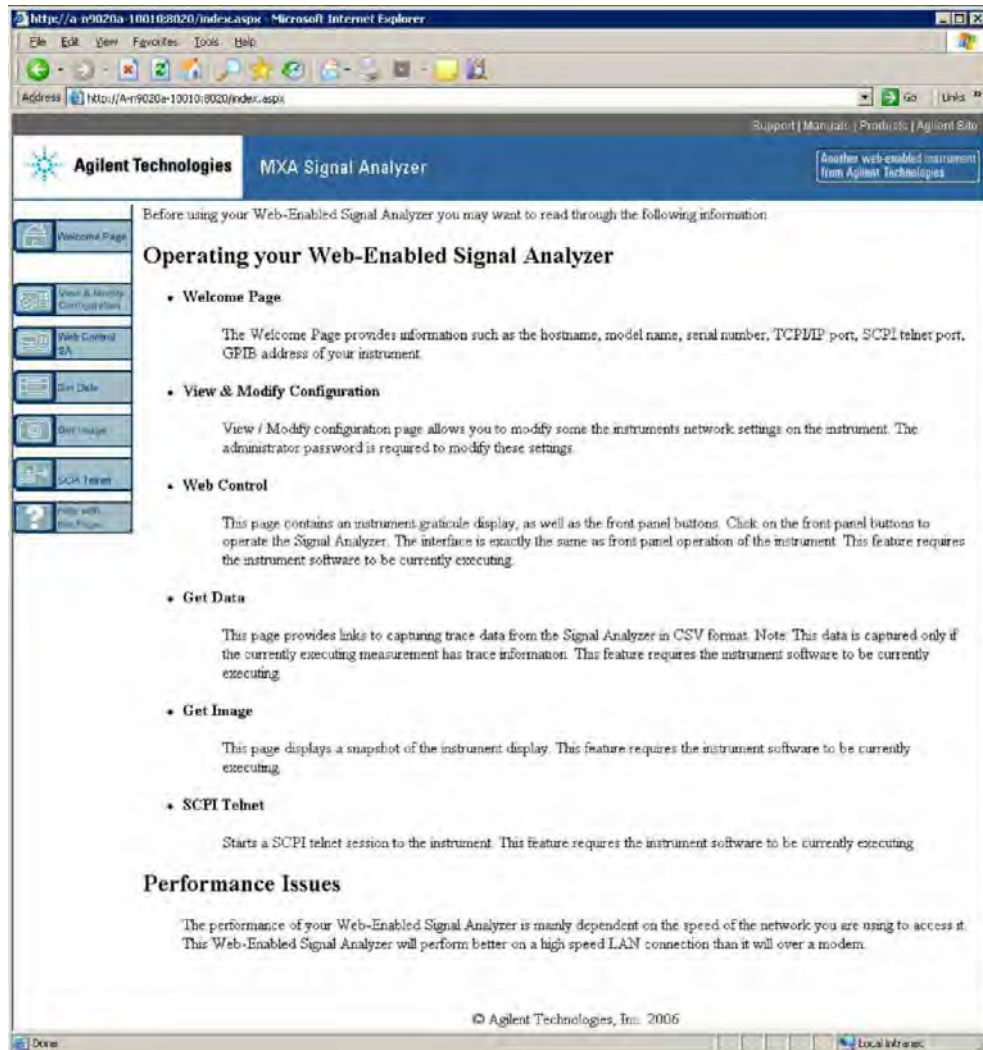 http://a-n9020a-10010:8020/index.aspx - Microsoft Internet Explorer
File Edit View Favorites Tools Help
Address http://A-n9020a-10010:8020/index.aspx Go Links »
Support | Manuals | Products | Agilent Site
Agilent Technologies MXA Signal Analyzer
Another web-enabled instrument
from Agilent Technologies
Welcome Page
View & Modify
Configuration
Web Control
SA
Get Data
Get Image
SCPI Telnet
Help with
this Page
Before using your Web-Enabled Signal Analyzer you may want to read through the following information.
Operating your Web-Enabled Signal Analyzer
• Welcome Page
The Welcome Page provides information such as the hostname, model name, serial number, TCPI/IP port, SCPI telnet port,
GPIB address of your instrument.
• View & Modify Configuration
View / Modify configuration page allows you to modify some the instruments network settings on the instrument. The
administrator password is required to modify these settings.
• Web Control
This page contains an instrument graticule display, as well as the front panel buttons. Click on the front panel buttons to
operate the Signal Analyzer. The interface is exactly the same as front panel operation of the instrument. This feature requires
the instrument software to be currently executing.
• Get Data
This page provides links to capturing trace data from the Signal Analyzer in CSV format. Note: This data is captured only if
the currently executing measurement has trace information. This feature requires the instrument software to be currently
executing.
• Get Image
This page displays a snapshot of the instrument display. This feature requires the instrument software to be currently
executing.
• SCPI Telnet
Starts a SCPI telnet session to the instrument. This feature requires the instrument software to be currently executing.
Performance Issues
The performance of your Web-Enabled Signal Analyzer is mainly dependent on the speed of the network you are using to access it.
This Web-Enabled Signal Analyzer will perform better on a high speed LAN connection than it will over a modem.
© Agilent Technologies, Inc. 2006
Done Local intranet